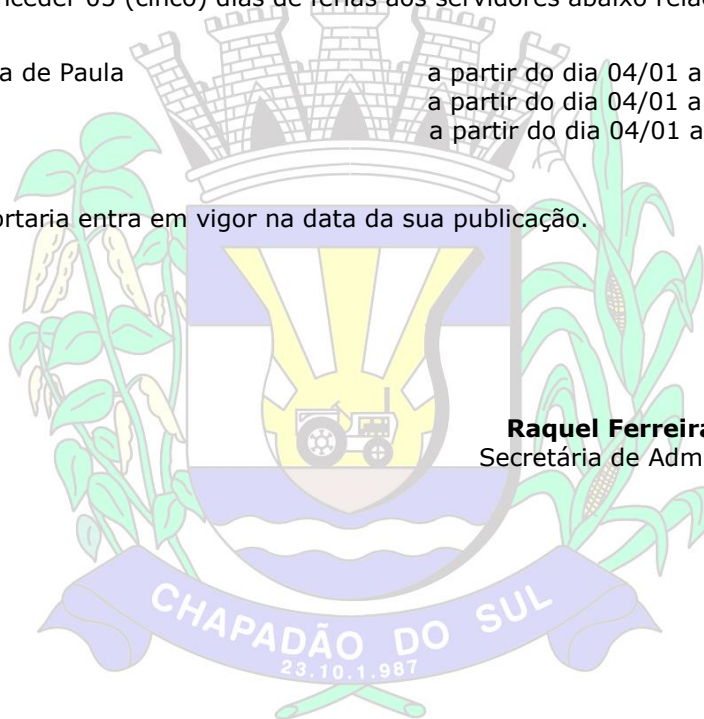 nceder 05 (cinco) dias de férias aos servidores abaixo rela
a de Paula a partir do dia 04/01 a
a partir do dia 04/01 a
a partir do dia 04/01 a
ortaria entra em vigor na data da sua publicação.
Raquel Ferreira
Secretária de Adm
CHAPADÃO DO SUL
23.10.1.987